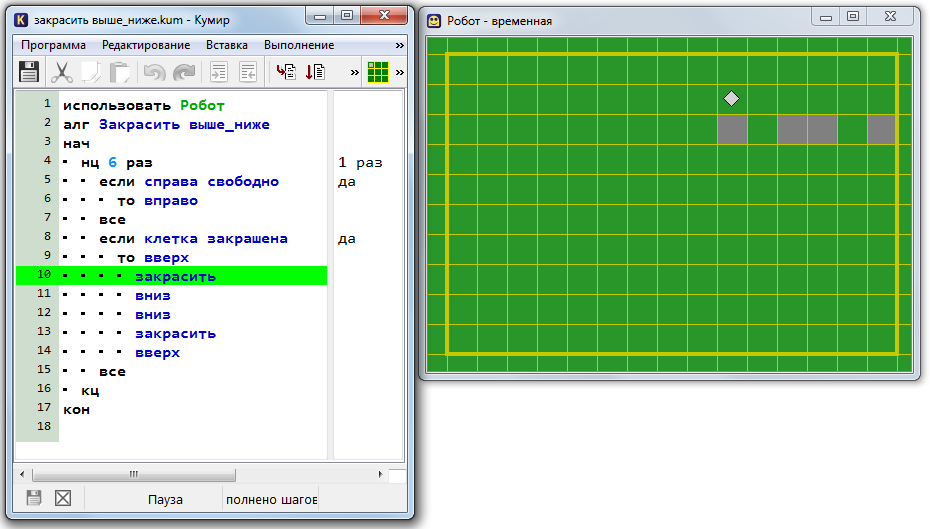 закрасить выше_ниже.kum - Кумир
Программа Редактирование Вставка Выполнение »
» »
1 использовать Робот
2 алг Закрасить выше_ниже
3 нач
4 нц 6 раз 1 раз
5 если справа свободно да
6 то вправо
7 все
8 если клетка закрашена да
9 то вверх
10 закрасить
11 вниз
12 вниз
13 закрасить
14 вверх
15 все
16 кц
17 кон
18
Пауза полнено шагов
Робот - временная